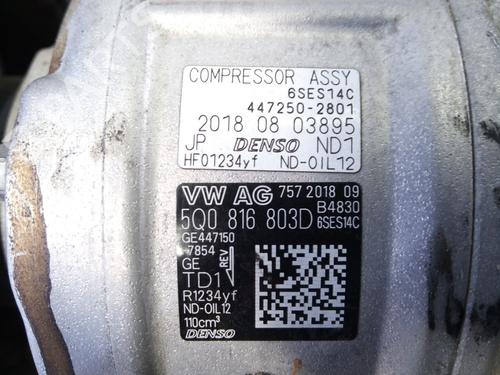 COMPRESSOR ASSY
6SES14C
447250-2801
2018 08 03895
JP DENSO ND1
HF01234yf ND-OIL12
VW AG 757 2018 09
B4830
5Q0 816 803D 6SES14C
GE447150
7854 REV
GE
TD1
R1234yf
ND-OIL12
110cm³
DENSO